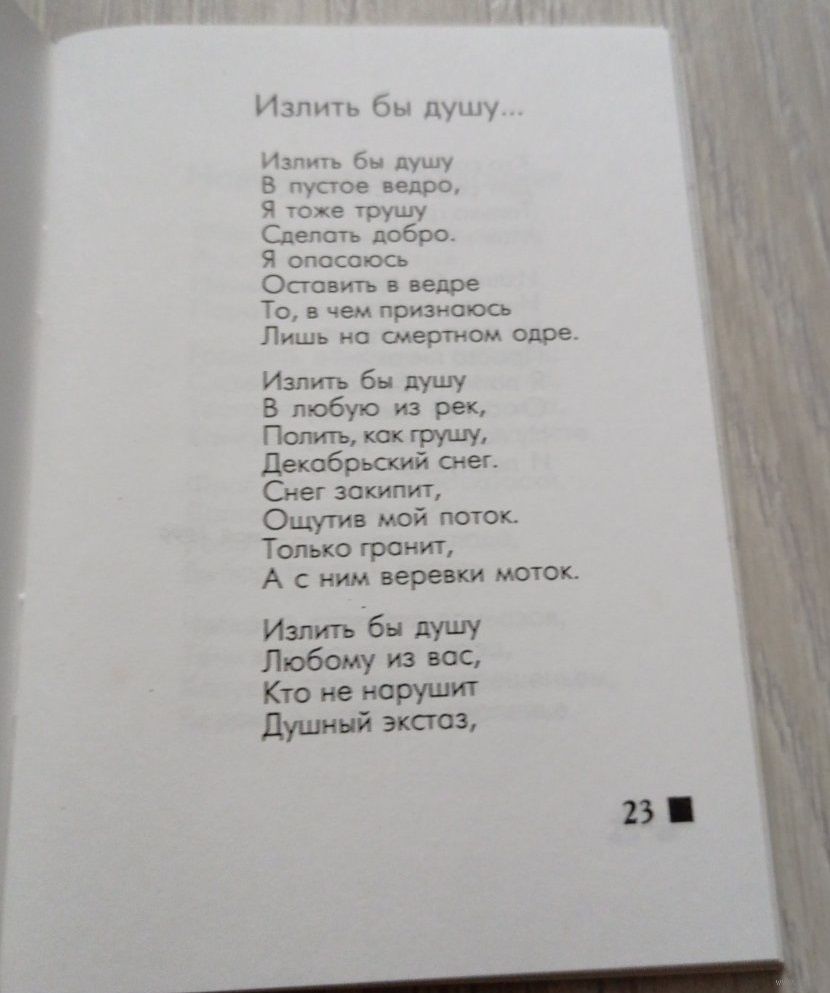 Излить бы душу...
Излить бы душу
В пустое ведро,
Я тоже трушу
Сделать добро.
Я опасаюсь
Оставить в ведре
То, в чем признаюсь
Лишь на смертном одре.
Излить бы душу
В любую из рек,
Полить, как грушу,
Декабрьский снег.
Снег закипит,
Ощутив мой поток.
Только гранит,
А с ним веревки моток.
Излить бы душу
Любому из вас,
Кто не нарушит
Душный экстаз,
23